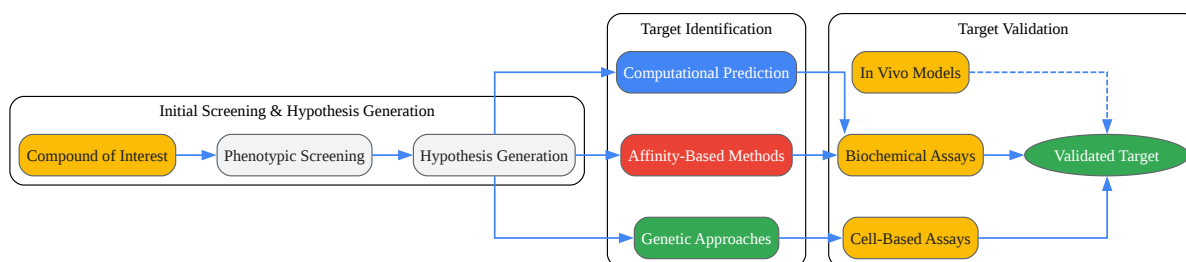 Initial Screening & Hypothesis Generation
Compound of Interest
Phenotypic Screening
Hypothesis Generation
Target Identification
Computational Prediction
Affinity-Based Methods
Genetic Approaches
Target Validation
In Vivo Models
Biochemical Assays
Cell-Based Assays
Validated Target